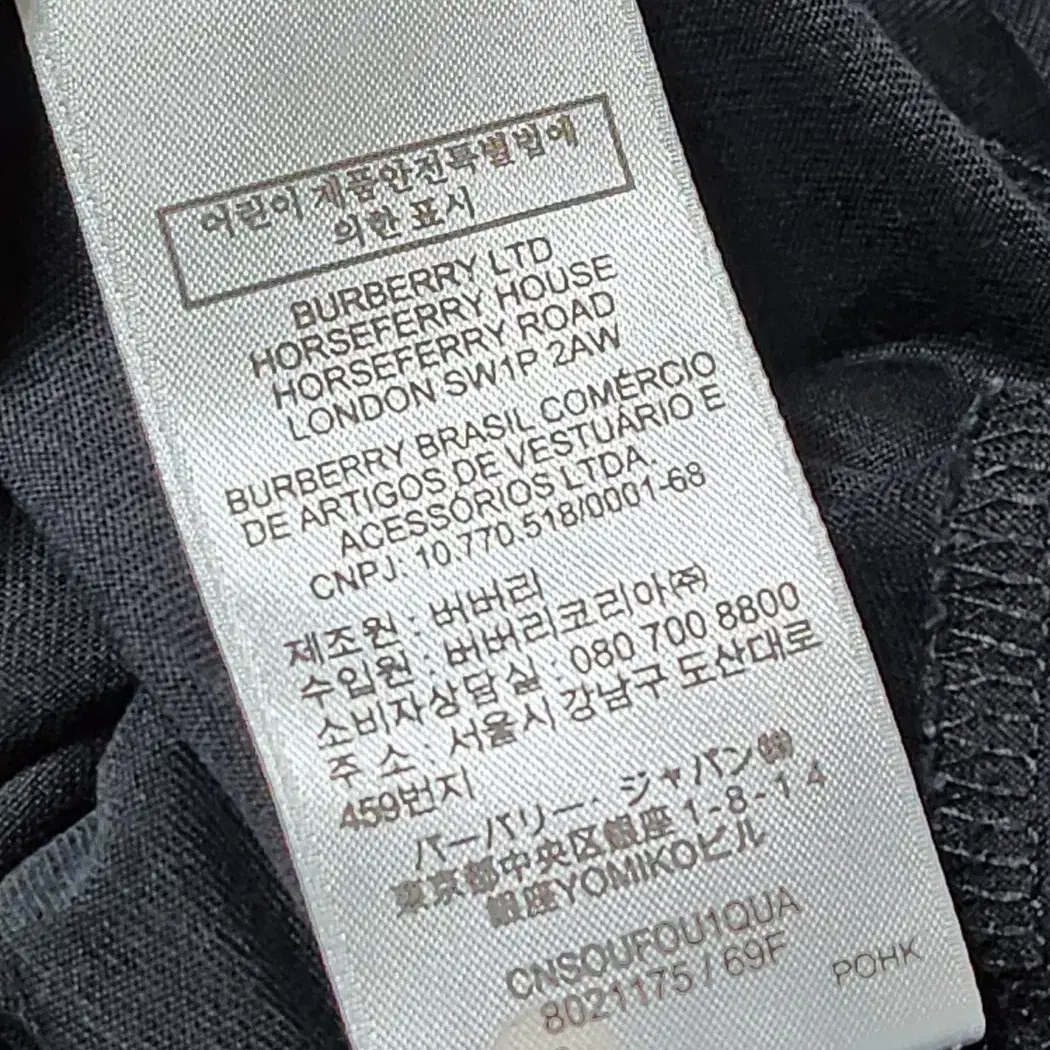 어린이 제품안전특별법에
의한 표시
BURBERRY LTD
HORSEFERRY HOUSE
HORSEFERRY ROAD
LONDON SW1P 2AW
BURBERRY BRASIL COMÉRCIO
DE ARTIGOS DE VESTUÁRIO E
ACESSÓRIOS LTDA.
CNPJ: 10.770.518/0001-68
제조원 : 버버리
수입원 : 버버리코리아㈜
소비자상담실 : 080 700 8800
주 소 : 서울시 강남구 도산대로
459번지
バーバリー・ジャパン㈱
東京都中央区銀座 1-8-14
銀座YOMIKOビル
CNSOUFOU1QUA
8021175 / 69F
POHK